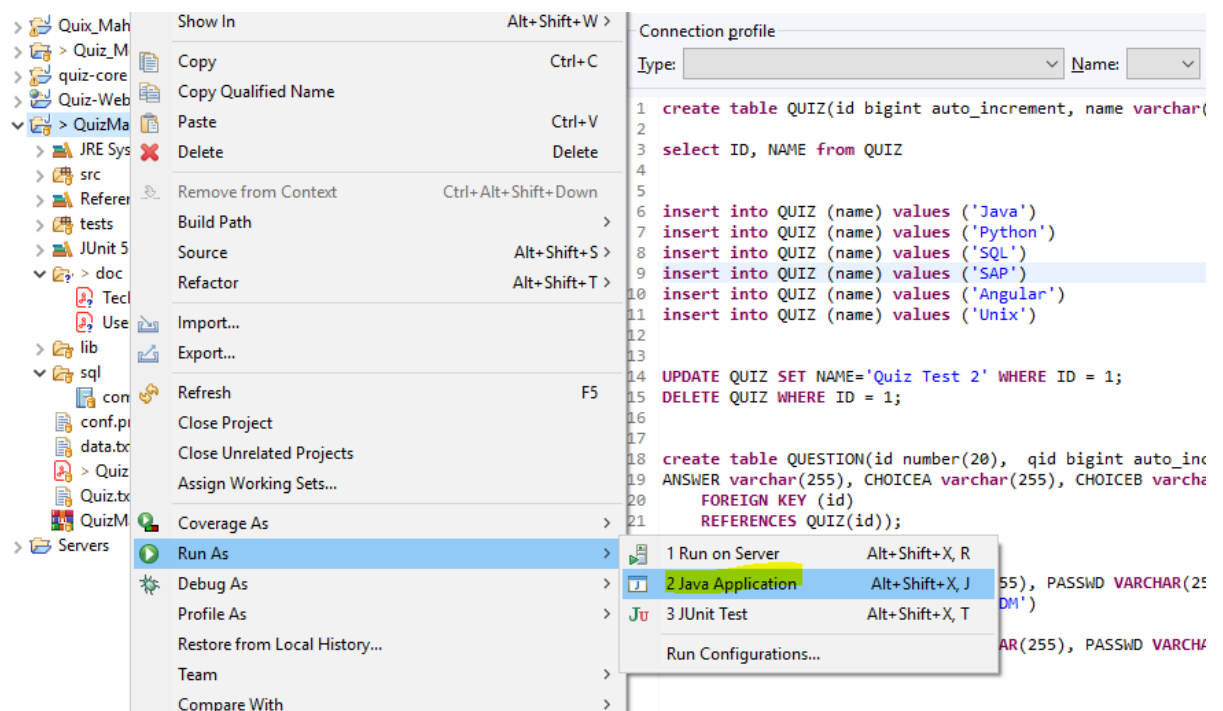 Quix_Mah
> Quiz_M
quiz-core
Quiz-Web
> QuizMa
JRE Sys
src
Referer
tests
JUnit 5
> doc
Tecl
Use
lib
sql
com
conf.pr
data.tx
> Quiz
Quiz.tx
QuizM
Servers
Show In Alt+Shift+W >
Copy Ctrl+C
Copy Qualified Name
Paste Ctrl+V
Delete Delete
Remove from Context Ctrl+Alt+Shift+Down
Build Path >
Source Alt+Shift+S >
Refactor Alt+Shift+T >
Import...
Export...
Refresh F5
Close Project
Close Unrelated Projects
Assign Working Sets...
Coverage As >
Run As >
Debug As >
Profile As >
Restore from Local History...
Team >
Compare With >
1 Run on Server Alt+Shift+X, R
2 Java Application Alt+Shift+X, J
3 JUnit Test Alt+Shift+X, T
Run Configurations...
Connection profile
Type: Name:
1 create table QUIZ(id bigint auto_increment, name varchar(
2
3 select ID, NAME from QUIZ
4
5
6 insert into QUIZ (name) values ('Java')
7 insert into QUIZ (name) values ('Python')
8 insert into QUIZ (name) values ('SQL')
9 insert into QUIZ (name) values ('SAP')
10 insert into QUIZ (name) values ('Angular')
11 insert into QUIZ (name) values ('Unix')
12
13
14 UPDATE QUIZ SET NAME='Quiz Test 2' WHERE ID = 1;
15 DELETE QUIZ WHERE ID = 1;
16
17
18 create table QUESTION(id number(20), qid bigint auto_inc
19 ANSWER varchar(255), CHOICEA varchar(255), CHOICEB varcha
20 FOREIGN KEY (id)
21 REFERENCES QUIZ(id));
55), PASSWD VARCHAR(25
DM')
AR(255), PASSWD VARCHA